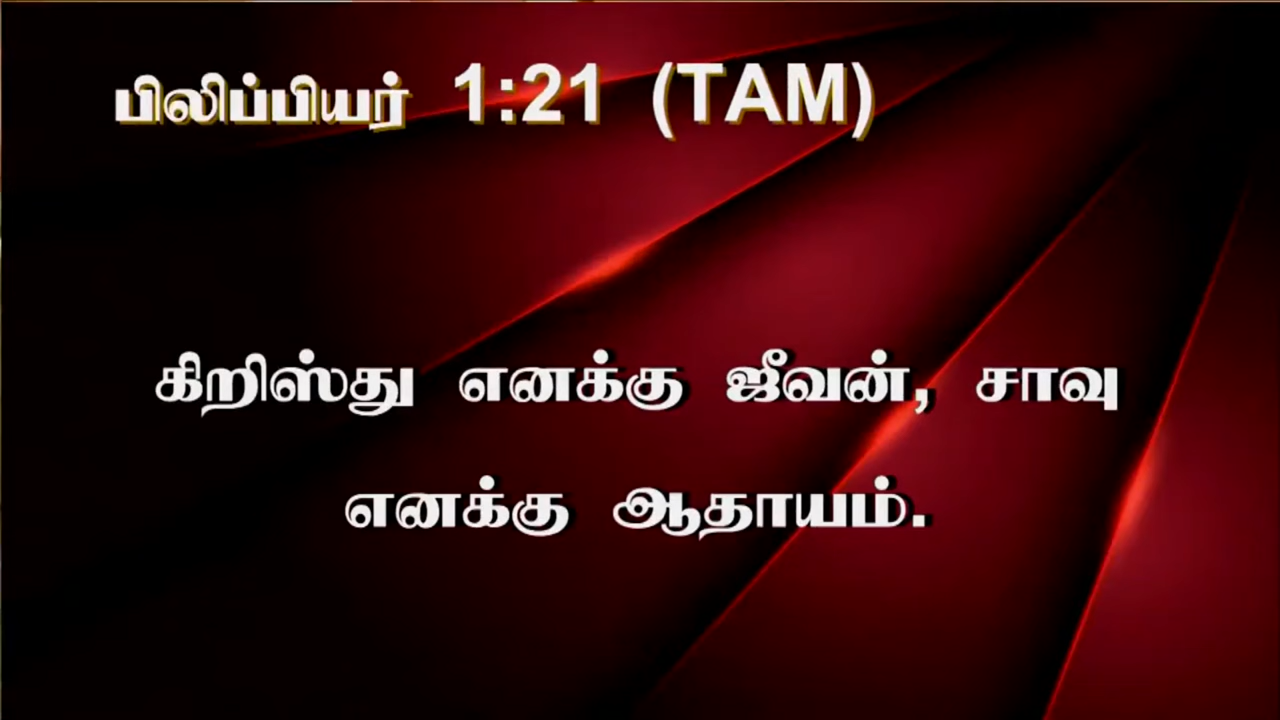 பிலிப்பியர் 1:21 (TAM)
கிறிஸ்து எனக்கு ஜீவன், சாவு
எனக்கு ஆதாயம்.